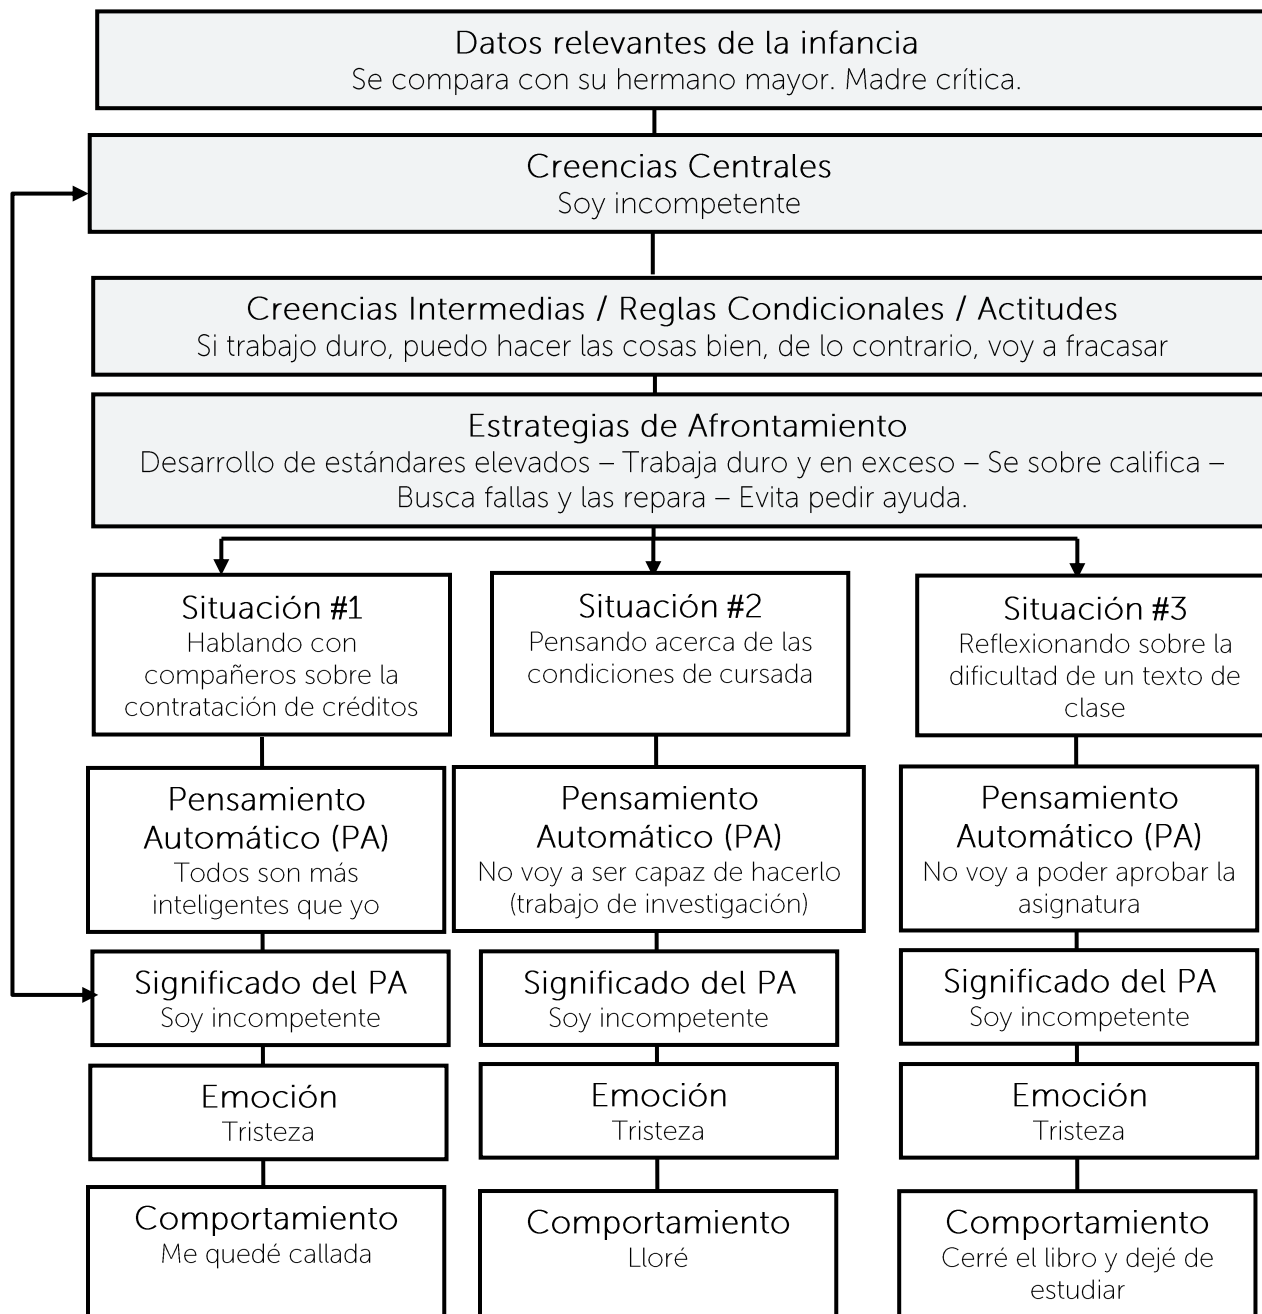 Datos relevantes de la infancia
Se compara con su hermano mayor. Madre crítica.
Creencias Centrales
Soy incompetente
Creencias Intermedias / Reglas Condicionales / Actitudes
Si trabajo duro, puedo hacer las cosas bien, de lo contrario, voy a fracasar
Estrategias de Afrontamiento
Desarrollo de estándares elevados – Trabaja duro y en exceso – Se sobre califica –
Busca fallas y las repara – Evita pedir ayuda.
Situación #1
Hablando con
compañeros sobre la
contratación de créditos
Situación #2
Pensando acerca de las
condiciones de cursada
Situación #3
Reflexionando sobre la
dificultad de un texto de
clase
Pensamiento
Automático (PA)
Todos son más
inteligentes que yo
Pensamiento
Automático (PA)
No voy a ser capaz de hacerlo
(trabajo de investigación)
Pensamiento
Automático (PA)
No voy a poder aprobar la
asignatura
Significado del PA
Soy incompetente
Significado del PA
Soy incompetente
Significado del PA
Soy incompetente
Emoción
Tristeza
Emoción
Tristeza
Emoción
Tristeza
Comportamiento
Me quedé callada
Comportamiento
Lloré
Comportamiento
Cerré el libro y dejé de
estudiar